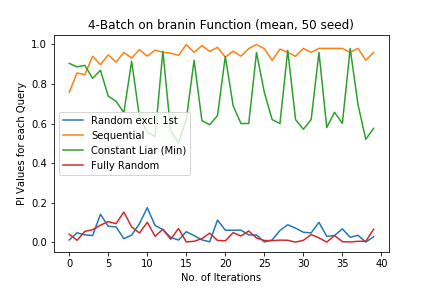 4-Batch on branin Function (mean, 50 seed)
PI Values for each Query
1.0
0.8
0.6
0.4
0.2
0.0
Random excl. 1st
Sequential
Constant Liar (Min)
Fully Random
0 5 10 15 20 25 30 35 40
No. of Iterations